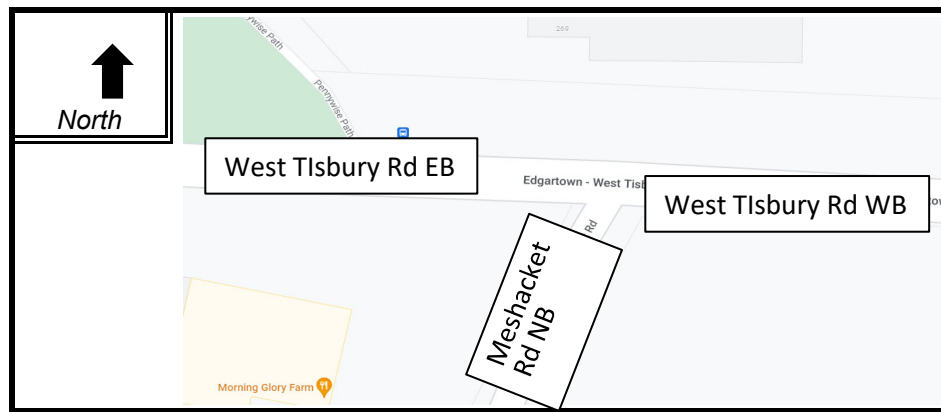 North
Pennywise Path
Pennywise Path
269
West TIsbury Rd EB
Edgartown - West Tis
West TIsbury Rd WB
Rd
Meshacket
Rd NB
Morning Glory Farm